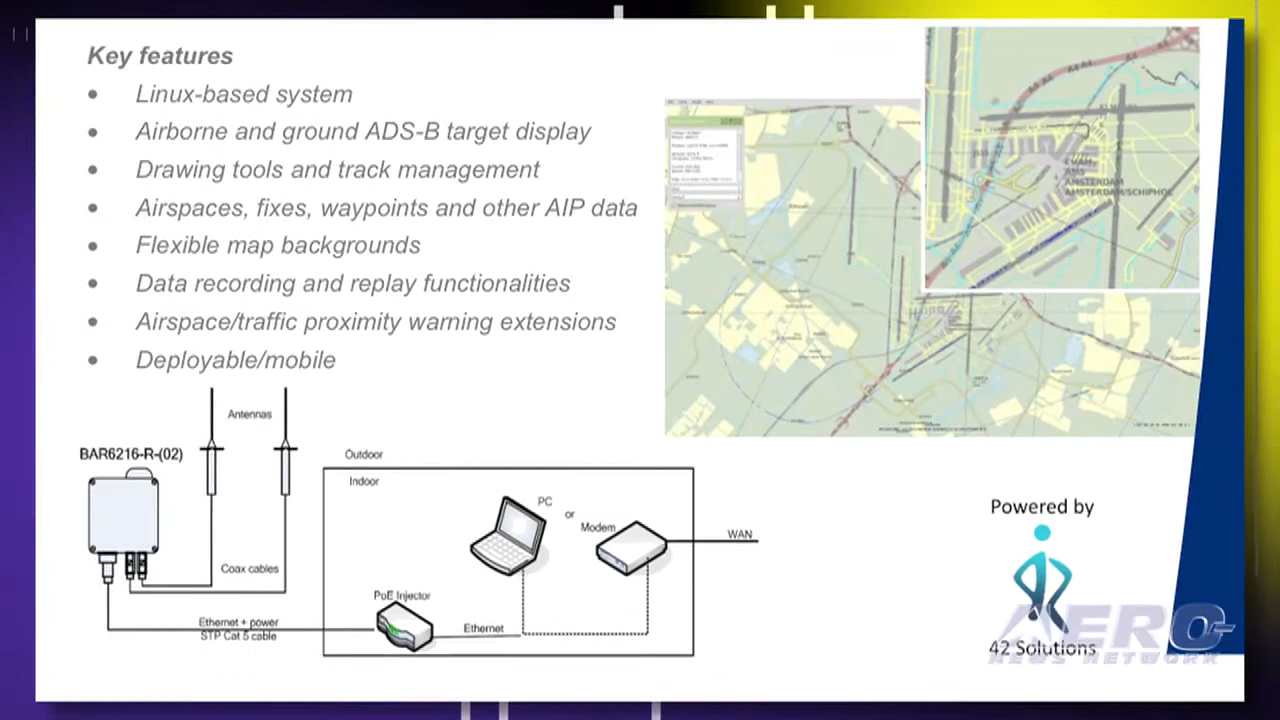 Key features
• Linux-based system
• Airborne and ground ADS-B target display
• Drawing tools and track management
• Airspaces, fixes, waypoints and other AIP data
• Flexible map backgrounds
• Data recording and replay functionalities
• Airspace/traffic proximity warning extensions
• Deployable/mobile
A4 A4
AMS
AMSTERDAM
AMSTERDAM/SCHIPHOL
Antennas
BAR6216-R-(02)
Outdoor
Indoor
PC
or
Modem
WAN
Coax cables
PoE Injector
Ethernet + power
STP Cat 5 cable
Ethernet
Powered by
42 Solutions
AERO
NEWS NETWORK